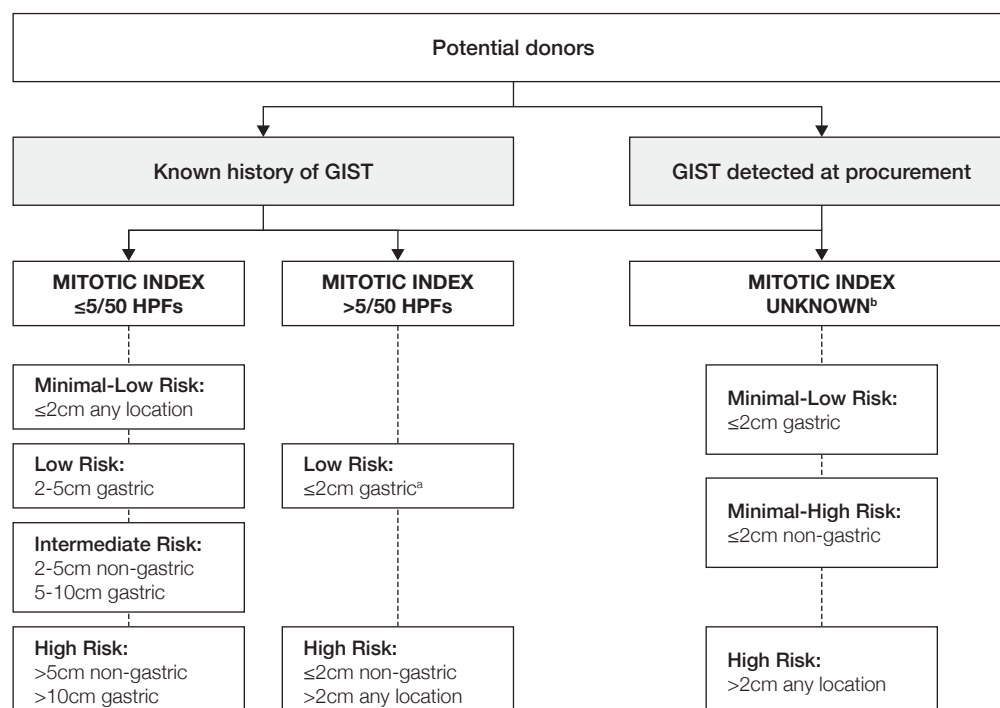 Potential donors
Known history of GIST
GIST detected at procurement
MITOTIC INDEX
≤5/50 HPFs
MITOTIC INDEX
>5/50 HPFs
MITOTIC INDEX
UNKNOWNᵇ
Minimal-Low Risk:
≤2cm any location
Low Risk:
2-5cm gastric
Intermediate Risk:
2-5cm non-gastric
5-10cm gastric
High Risk:
>5cm non-gastric
>10cm gastric
Low Risk:
≤2cm gastricᵃ
High Risk:
≤2cm non-gastric
>2cm any location
Minimal-Low Risk:
≤2cm gastric
Minimal-High Risk:
≤2cm non-gastric
High Risk:
>2cm any location